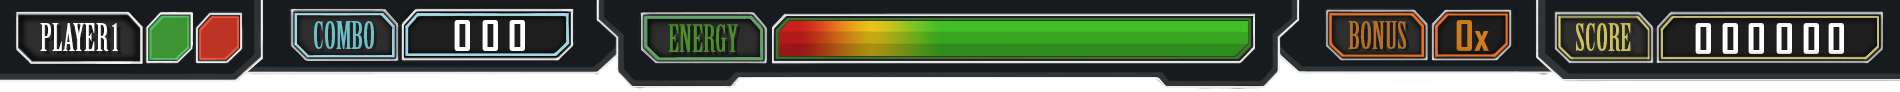 PLAYER1 COMBO 000 ENERGY BONUS 0x SCORE 000000